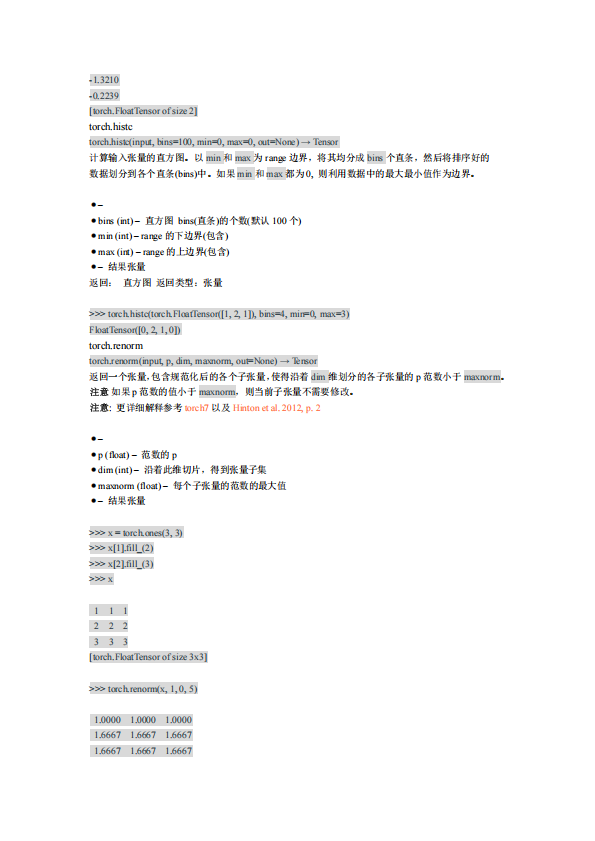 -1.3210
-0.2239
[torch.FloatTensor of size 2]
torch.histc
torch.histc(input, bins=100, min=0, max=0, out=None) → Tensor
计算输入张量的直方图。以 min 和 max 为 range 边界，将其均分成 bins 个直条，然后将排序好的
数据划分到各个直条(bins)中。如果 min 和 max 都为 0, 则利用数据中的最大最小值作为边界。
●–
●bins (int) – 直方图 bins(直条)的个数(默认 100 个)
●min (int) – range 的下边界(包含)
●max (int) – range 的上边界(包含)
●– 结果张量
返回： 直方图 返回类型：张量
>>> torch.histc(torch.FloatTensor([1, 2, 1]), bins=4, min=0, max=3)
FloatTensor([0, 2, 1, 0])
torch.renorm
torch.renorm(input, p, dim, maxnorm, out=None) → Tensor
返回一个张量，包含规范化后的各个子张量，使得沿着 dim 维划分的各子张量的 p 范数小于 maxnorm。
注意 如果 p 范数的值小于 maxnorm，则当前子张量不需要修改。
注意: 更详细解释参考 torch7 以及 Hinton et al. 2012, p. 2
●–
●p (float) – 范数的 p
●dim (int) – 沿着此维切片，得到张量子集
●maxnorm (float) – 每个子张量的范数的最大值
●– 结果张量
>>> x = torch.ones(3, 3)
>>> x[1].fill_(2)
>>> x[2].fill_(3)
>>> x
1 1 1
2 2 2
3 3 3
[torch.FloatTensor of size 3x3]
>>> torch.renorm(x, 1, 0, 5)
1.0000 1.0000 1.0000
1.6667 1.6667 1.6667
1.6667 1.6667 1.6667